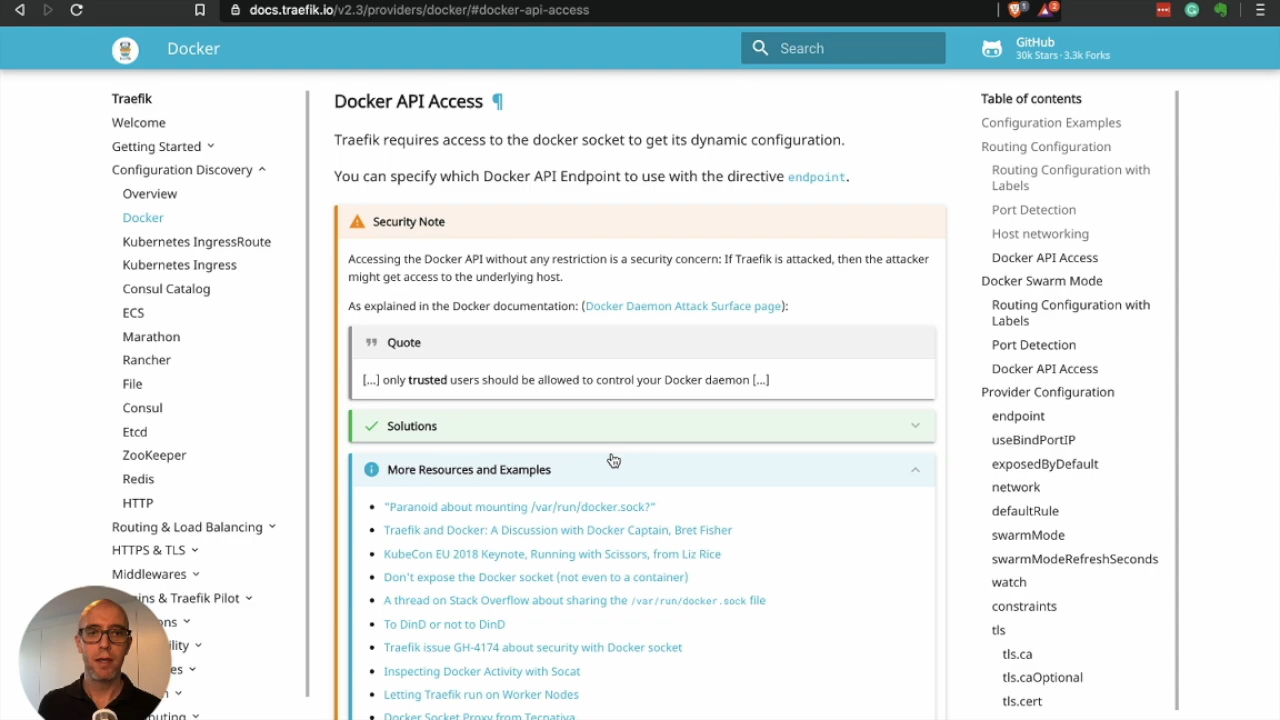 docs.traefik.io/v2.3/providers/docker/#docker-api-access
Docker
Search
GitHub
30k Stars · 3.3k Forks
Traefik
Welcome
Getting Started
Configuration Discovery
Overview
Docker
Kubernetes IngressRoute
Kubernetes Ingress
Consul Catalog
ECS
Marathon
Rancher
File
Consul
Etcd
ZooKeeper
Redis
HTTP
Routing & Load Balancing
HTTPS & TLS
Middlewares
ins & Traefik Pilot
Docker API Access ¶
Traefik requires access to the docker socket to get its dynamic configuration.
You can specify which Docker API Endpoint to use with the directive endpoint.
Security Note
Accessing the Docker API without any restriction is a security concern: If Traefik is attacked, then the attacker
might get access to the underlying host.
As explained in the Docker documentation: (Docker Daemon Attack Surface page):
Quote
[...] only trusted users should be allowed to control your Docker daemon [...]
Solutions
More Resources and Examples
"Paranoid about mounting /var/run/docker.sock?"
Traefik and Docker: A Discussion with Docker Captain, Bret Fisher
KubeCon EU 2018 Keynote, Running with Scissors, from Liz Rice
Don't expose the Docker socket (not even to a container)
A thread on Stack Overflow about sharing the /var/run/docker.sock file
To DinD or not to DinD
Traefik issue GH-4174 about security with Docker socket
Inspecting Docker Activity with Socat
Letting Traefik run on Worker Nodes
Docker Socket Proxy from Tecnativa
Table of contents
Configuration Examples
Routing Configuration
Routing Configuration with
Labels
Port Detection
Host networking
Docker API Access
Docker Swarm Mode
Routing Configuration with
Labels
Port Detection
Docker API Access
Provider Configuration
endpoint
useBindPortIP
exposedByDefault
network
defaultRule
swarmMode
swarmModeRefreshSeconds
watch
constraints
tls
tls.ca
tls.caOptional
tls.cert